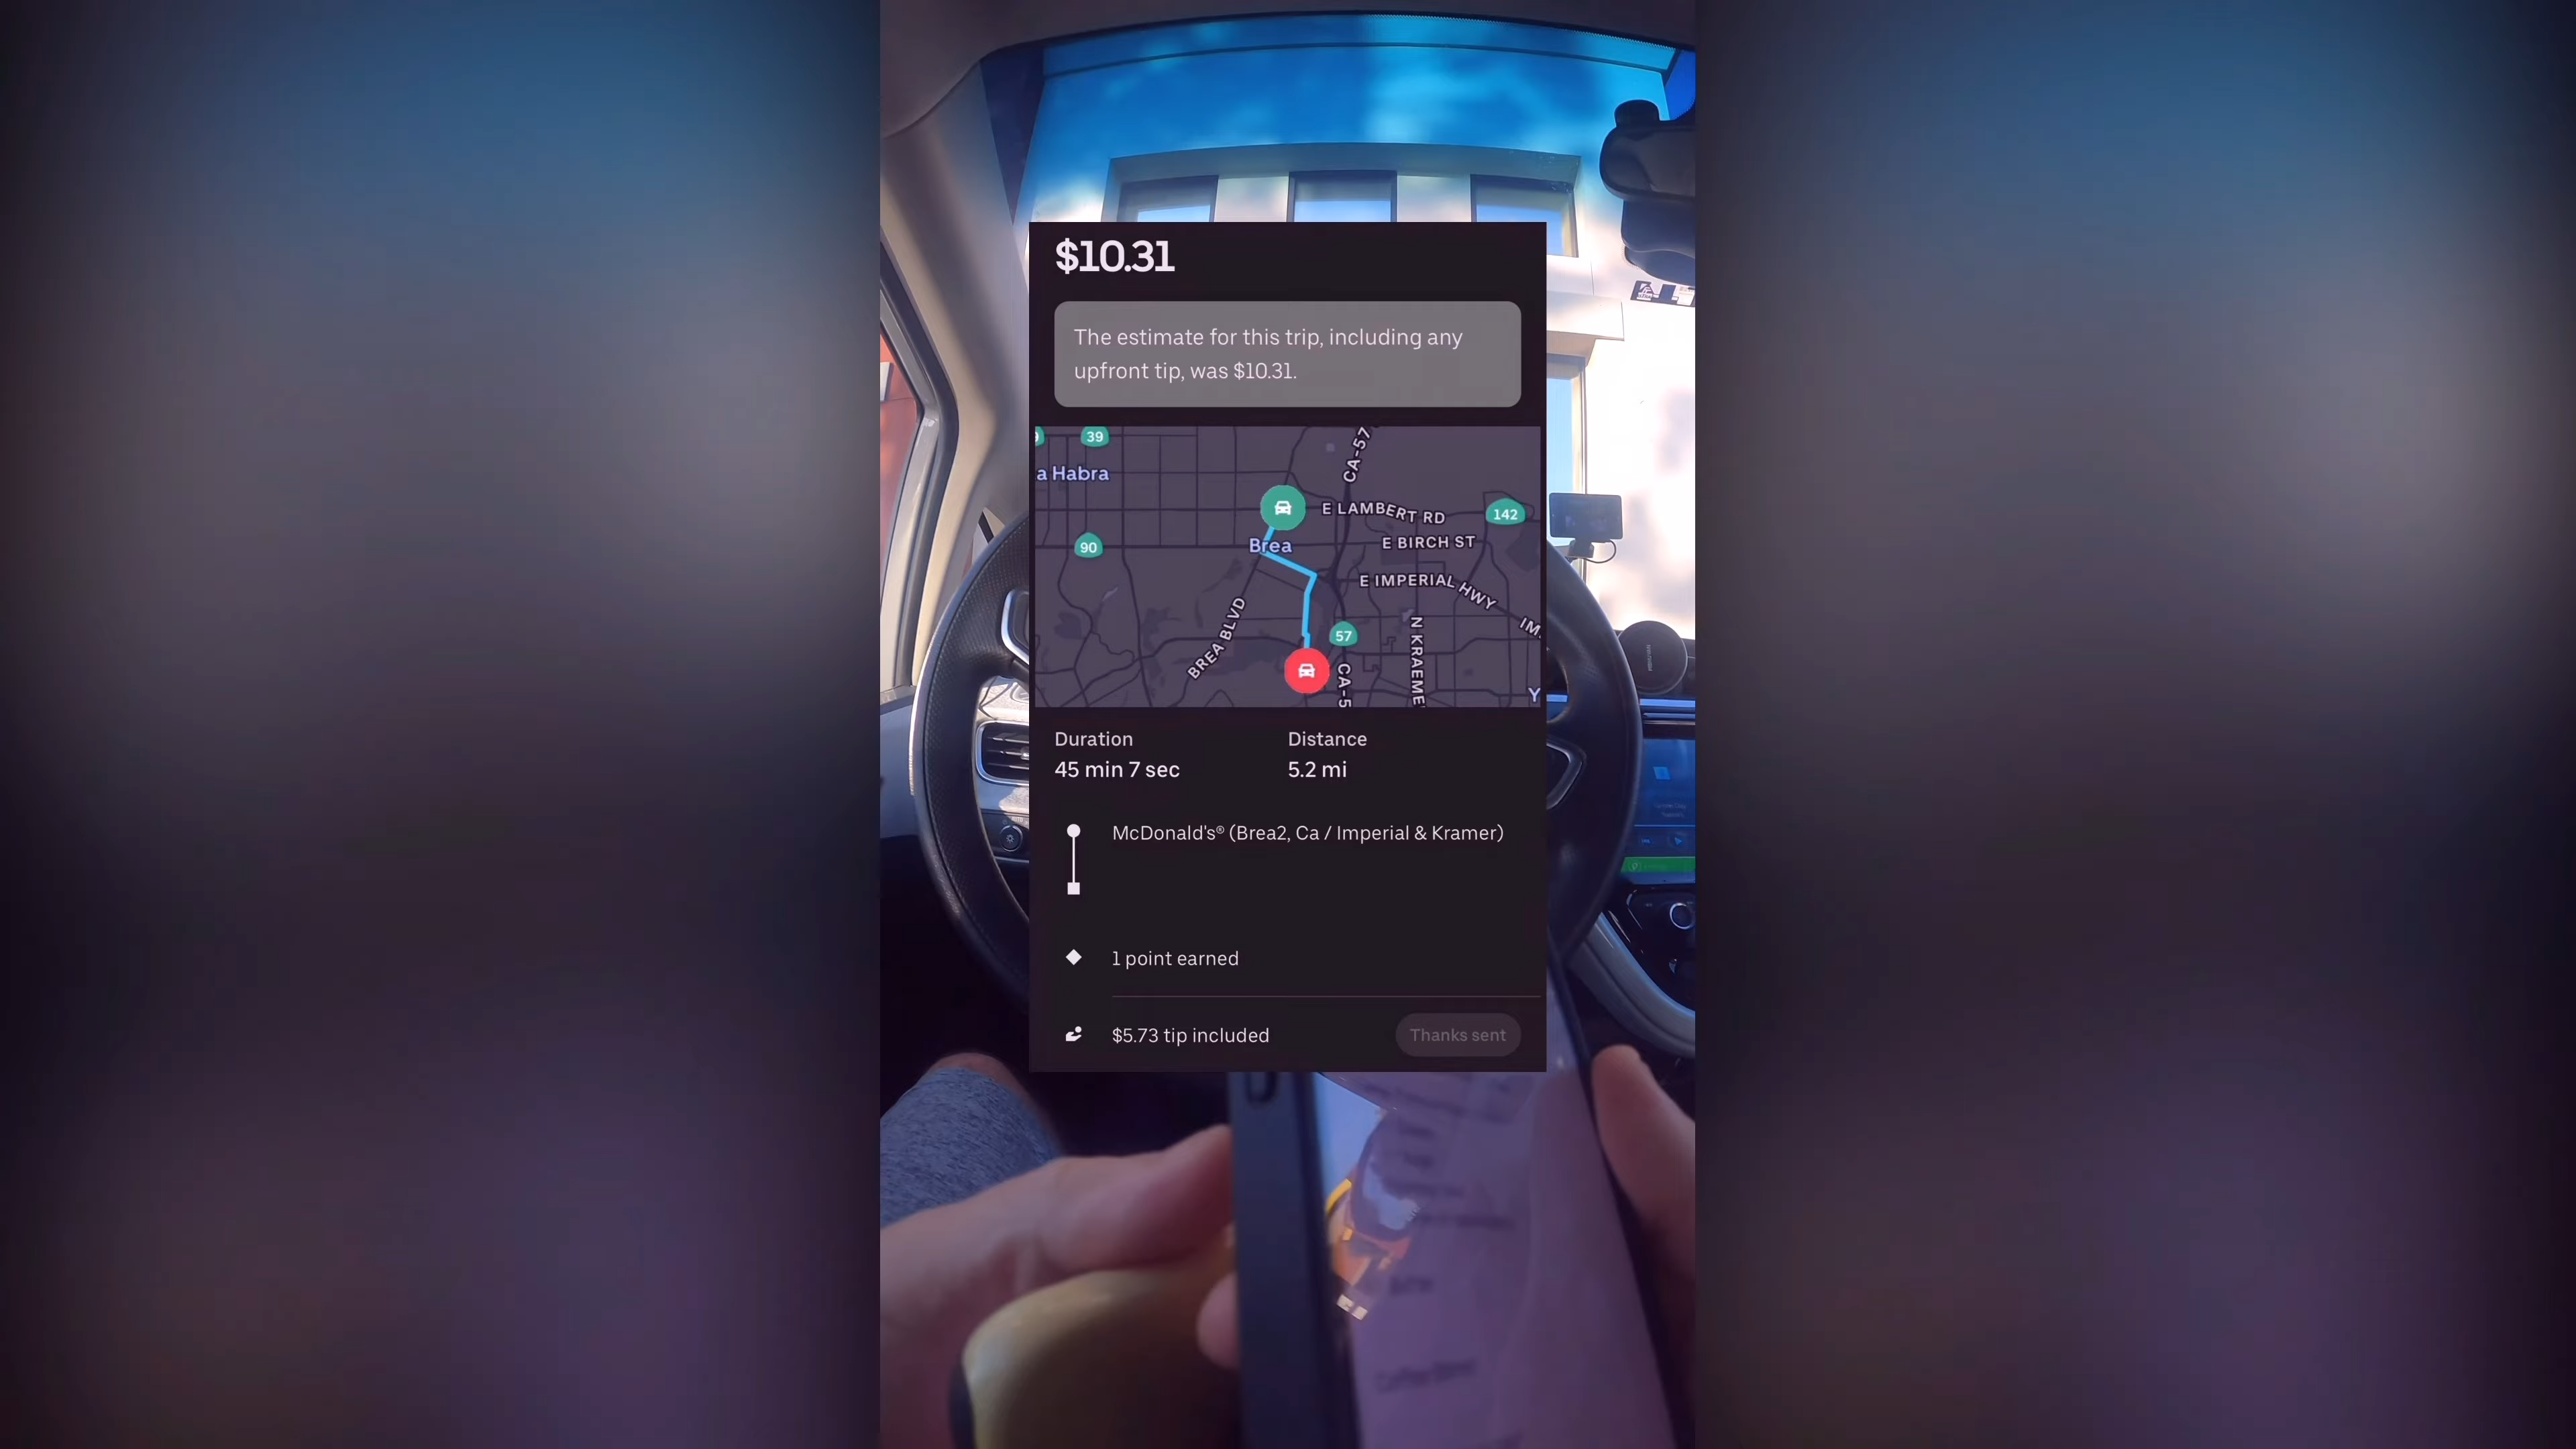 $10.31
The estimate for this trip, including any
upfront tip, was $10.31.
39
CA-57
a Habra
E LAMBERT RD
142
90
Brea
E BIRCH ST
E IMPERIAL HWY
BREA BLVD
57
N KRAEME
IM
CA-5
Y
Duration
Distance
45 min 7 sec
5.2 mi
McDonald's® (Brea2, Ca / Imperial & Kramer)
1 point earned
$5.73 tip included
Thanks sent